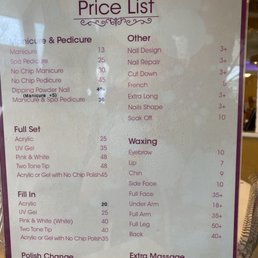 Price List
Manicure & Pedicure
Manicure 13
Spa Pedicure 25
No Chip Manicure 30
No Chip Pedicure 45
Dipping Powder Nail
(Manicure +5)
Manicure & Spa Pedicure 36
Full Set
Acrylic 25
UV Gel 35
Pink & White 48
Two Tone Tip 48
Acrylic or Gel with No Chip Polish 45
Fill In
Acrylic 20
UV Gel 25
Pink & White (White) 40
Two Tone Tip 40
Acrylic or Gel with No Chip Polish 35
Polish Change
Other
Nail Design 3+
Nail Repair 3+
Cut Down 3+
French 5+
Extra Long 3+
Nails Shape 3+
Soak Off 10
Waxing
Eyebrow 10
Lip 7
Chin 9
Side Face 10
Full Face 35+
Under Arm 18+
Full Arm 35+
Full Leg 50+
Back 40+
Extra Massage